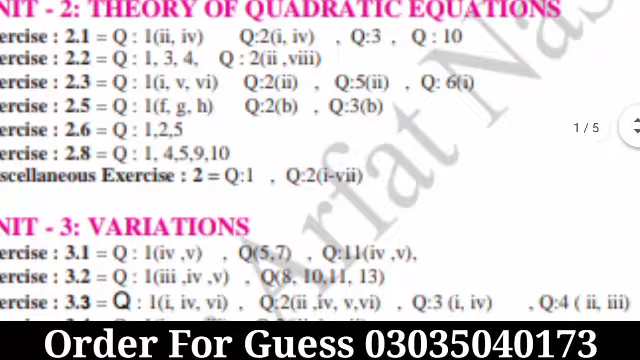 NIT - 2: THEORY OF QUADRATIC EQUATIONS
ercise : 2.1 = Q : 1(ii, iv) Q:2(i, iv) , Q:3 , Q : 10
ercise : 2.2 = Q : 1, 3, 4, Q : 2(ii ,viii)
ercise : 2.3 = Q : 1(i, v, vi) Q:2(ii) , Q:5(ii) , Q: 6(i)
ercise : 2.5 = Q : 1(f, g, h) Q:2(b) , Q:3(b)
ercise : 2.6 = Q : 1,2,5
ercise : 2.8 = Q : 1, 4,5,9,10
scellaneous Exercise : 2 = Q:1 , Q:2(i-vii)
1 / 5
NIT - 3: VARIATIONS
ercise : 3.1 = Q : 1(iv ,v) , Q(5,7) , Q:11(iv ,v),
ercise : 3.2 = Q : 1(iii ,iv ,v) , Q(8, 10,11, 13)
ercise : 3.3 = Q : 1(i, iv, vi) , Q:2(ii ,iv, v,vi) , Q:3 (i, iv) , Q:4 ( ii, iii)
Arfat Nas
Order For Guess 03035040173